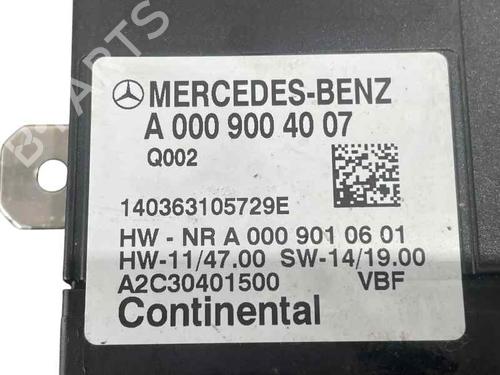 MERCEDES-BENZ
A 000 900 40 07
Q002
140363105729E
HW - NR A 000 901 06 01
HW-11/47.00 SW-14/19.00
A2C30401500 VBF
Continental